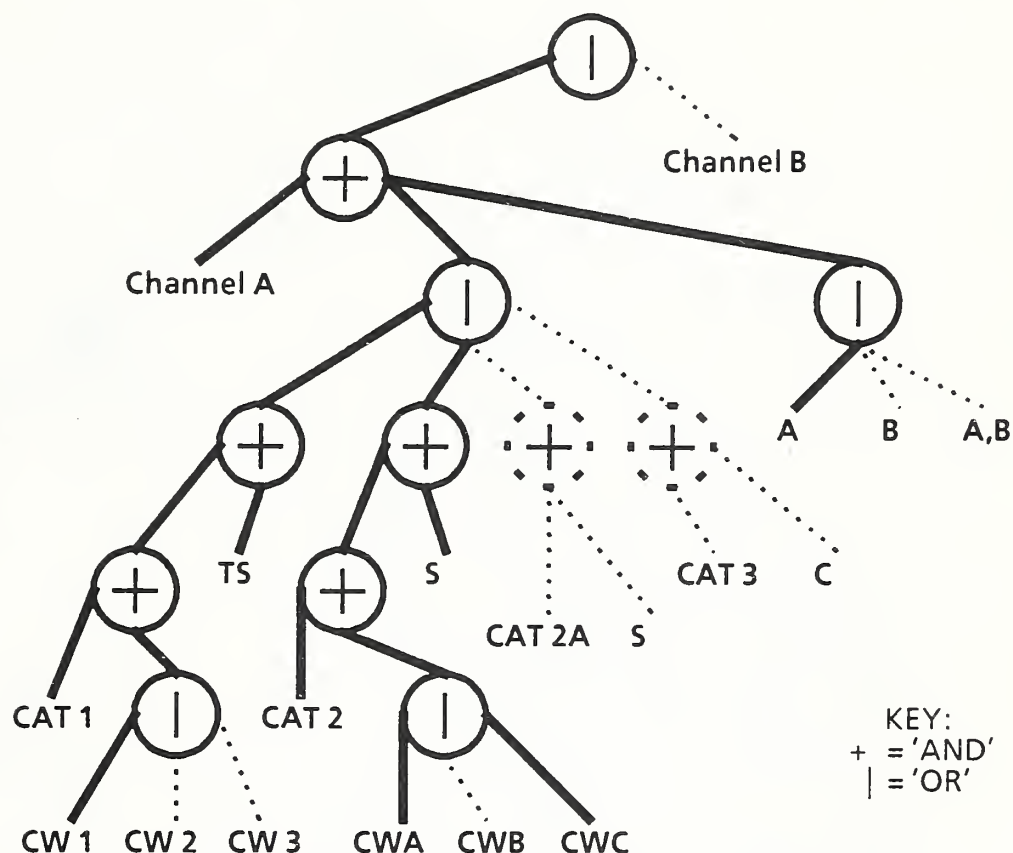 Channel B
Channel A
A B A,B
TS S CAT 3 C
CAT 2A S
CAT 1 CAT 2
KEY:
+ = 'AND'
| = 'OR'
CW 1 CW 2 CW 3 CWA CWB CWC